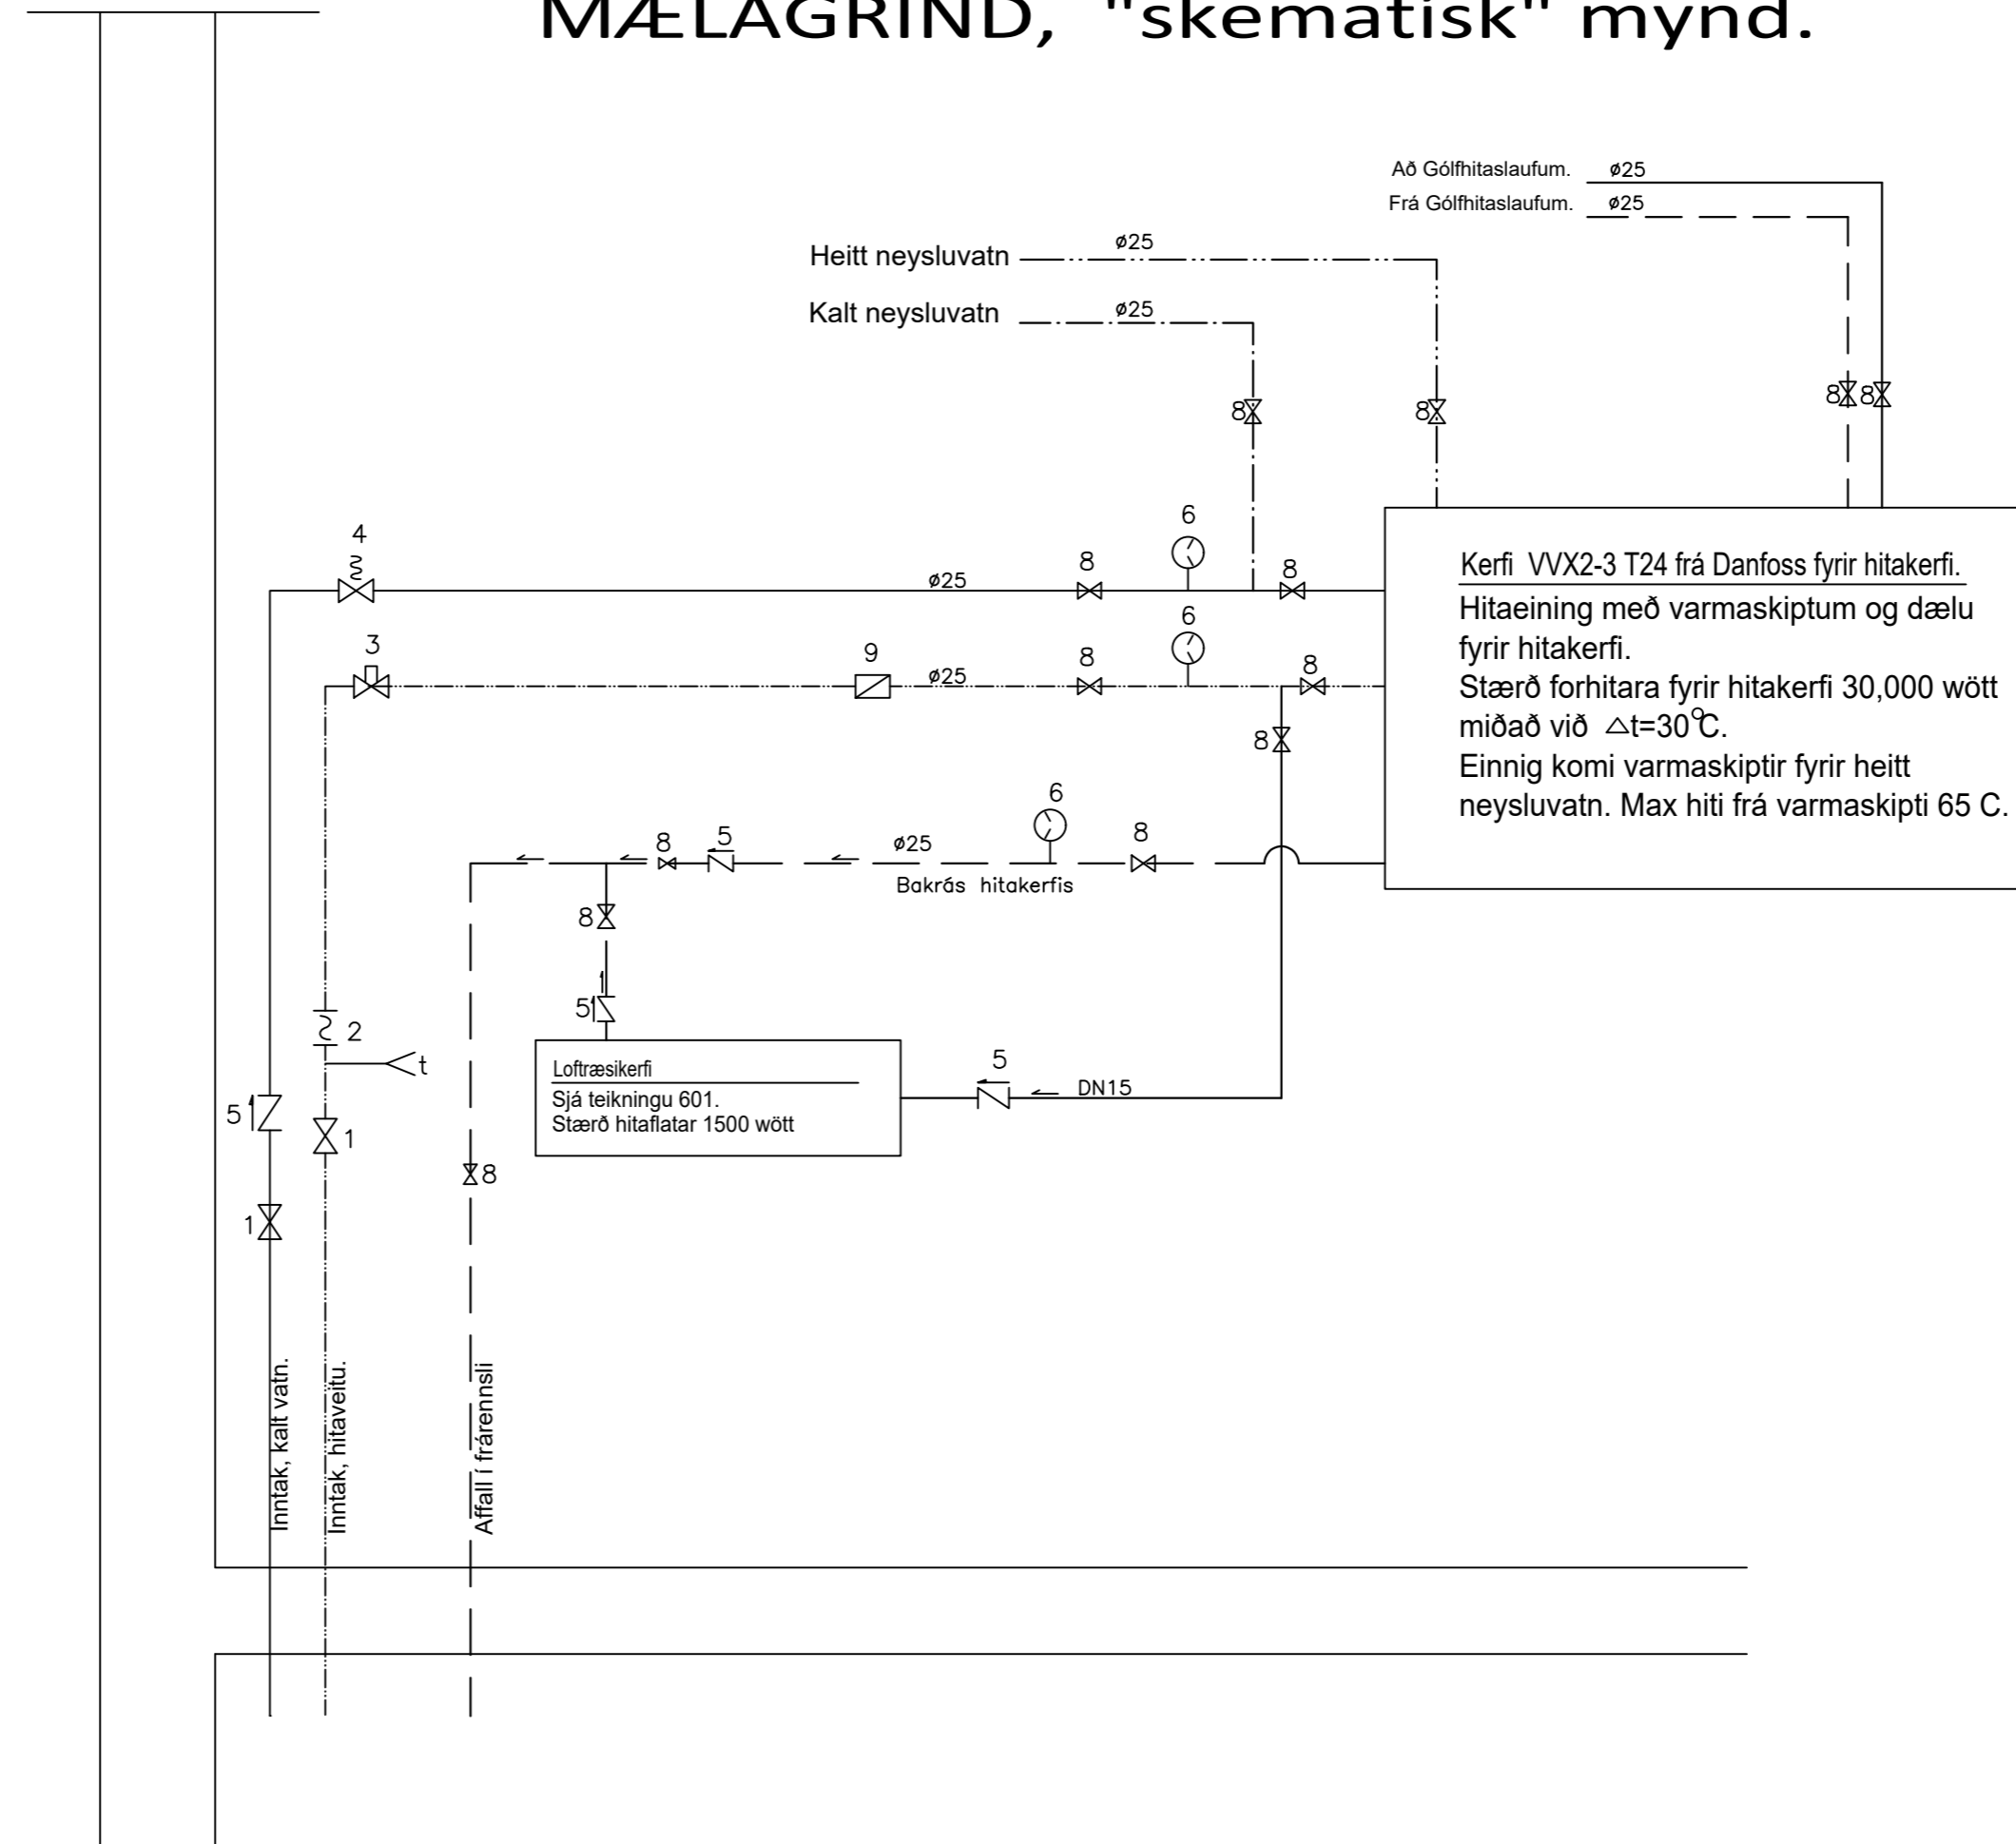 MÆLAGRIND, "skematisk" mynd.
Að Gólfhitaslaufum. ø25
Frá Gólfhitaslaufum. ø25
Heitt neysluvatn ø25
Kalt neysluvatn ø25
8 8
8 8
4
6
ø25 8 8
3
6
9 ø25 8 8
Kerfi VVX2-3 T24 frá Danfoss fyrir hitakerfi.
Hitaeining með varmaskiptum og dælu
fyrir hitakerfi.
Stærð forhitara fyrir hitakerfi 30,000 wött
miðað við △t=30°C.
Einnig komi varmaskiptir fyrir heitt
neysluvatn. Max hiti frá varmaskipti 65 C.
8
6
8 5 ø25 8
Bakrás hitakerfis
8
5
2
t
Loftræsikerfi
Sjá teikningu 601.
Stærð hitaflatar 1500 wött
5
DN15
5
1
8
1
Inntak, kalt vatn.
Inntak, hitaveitu.
Affall í frárennsli